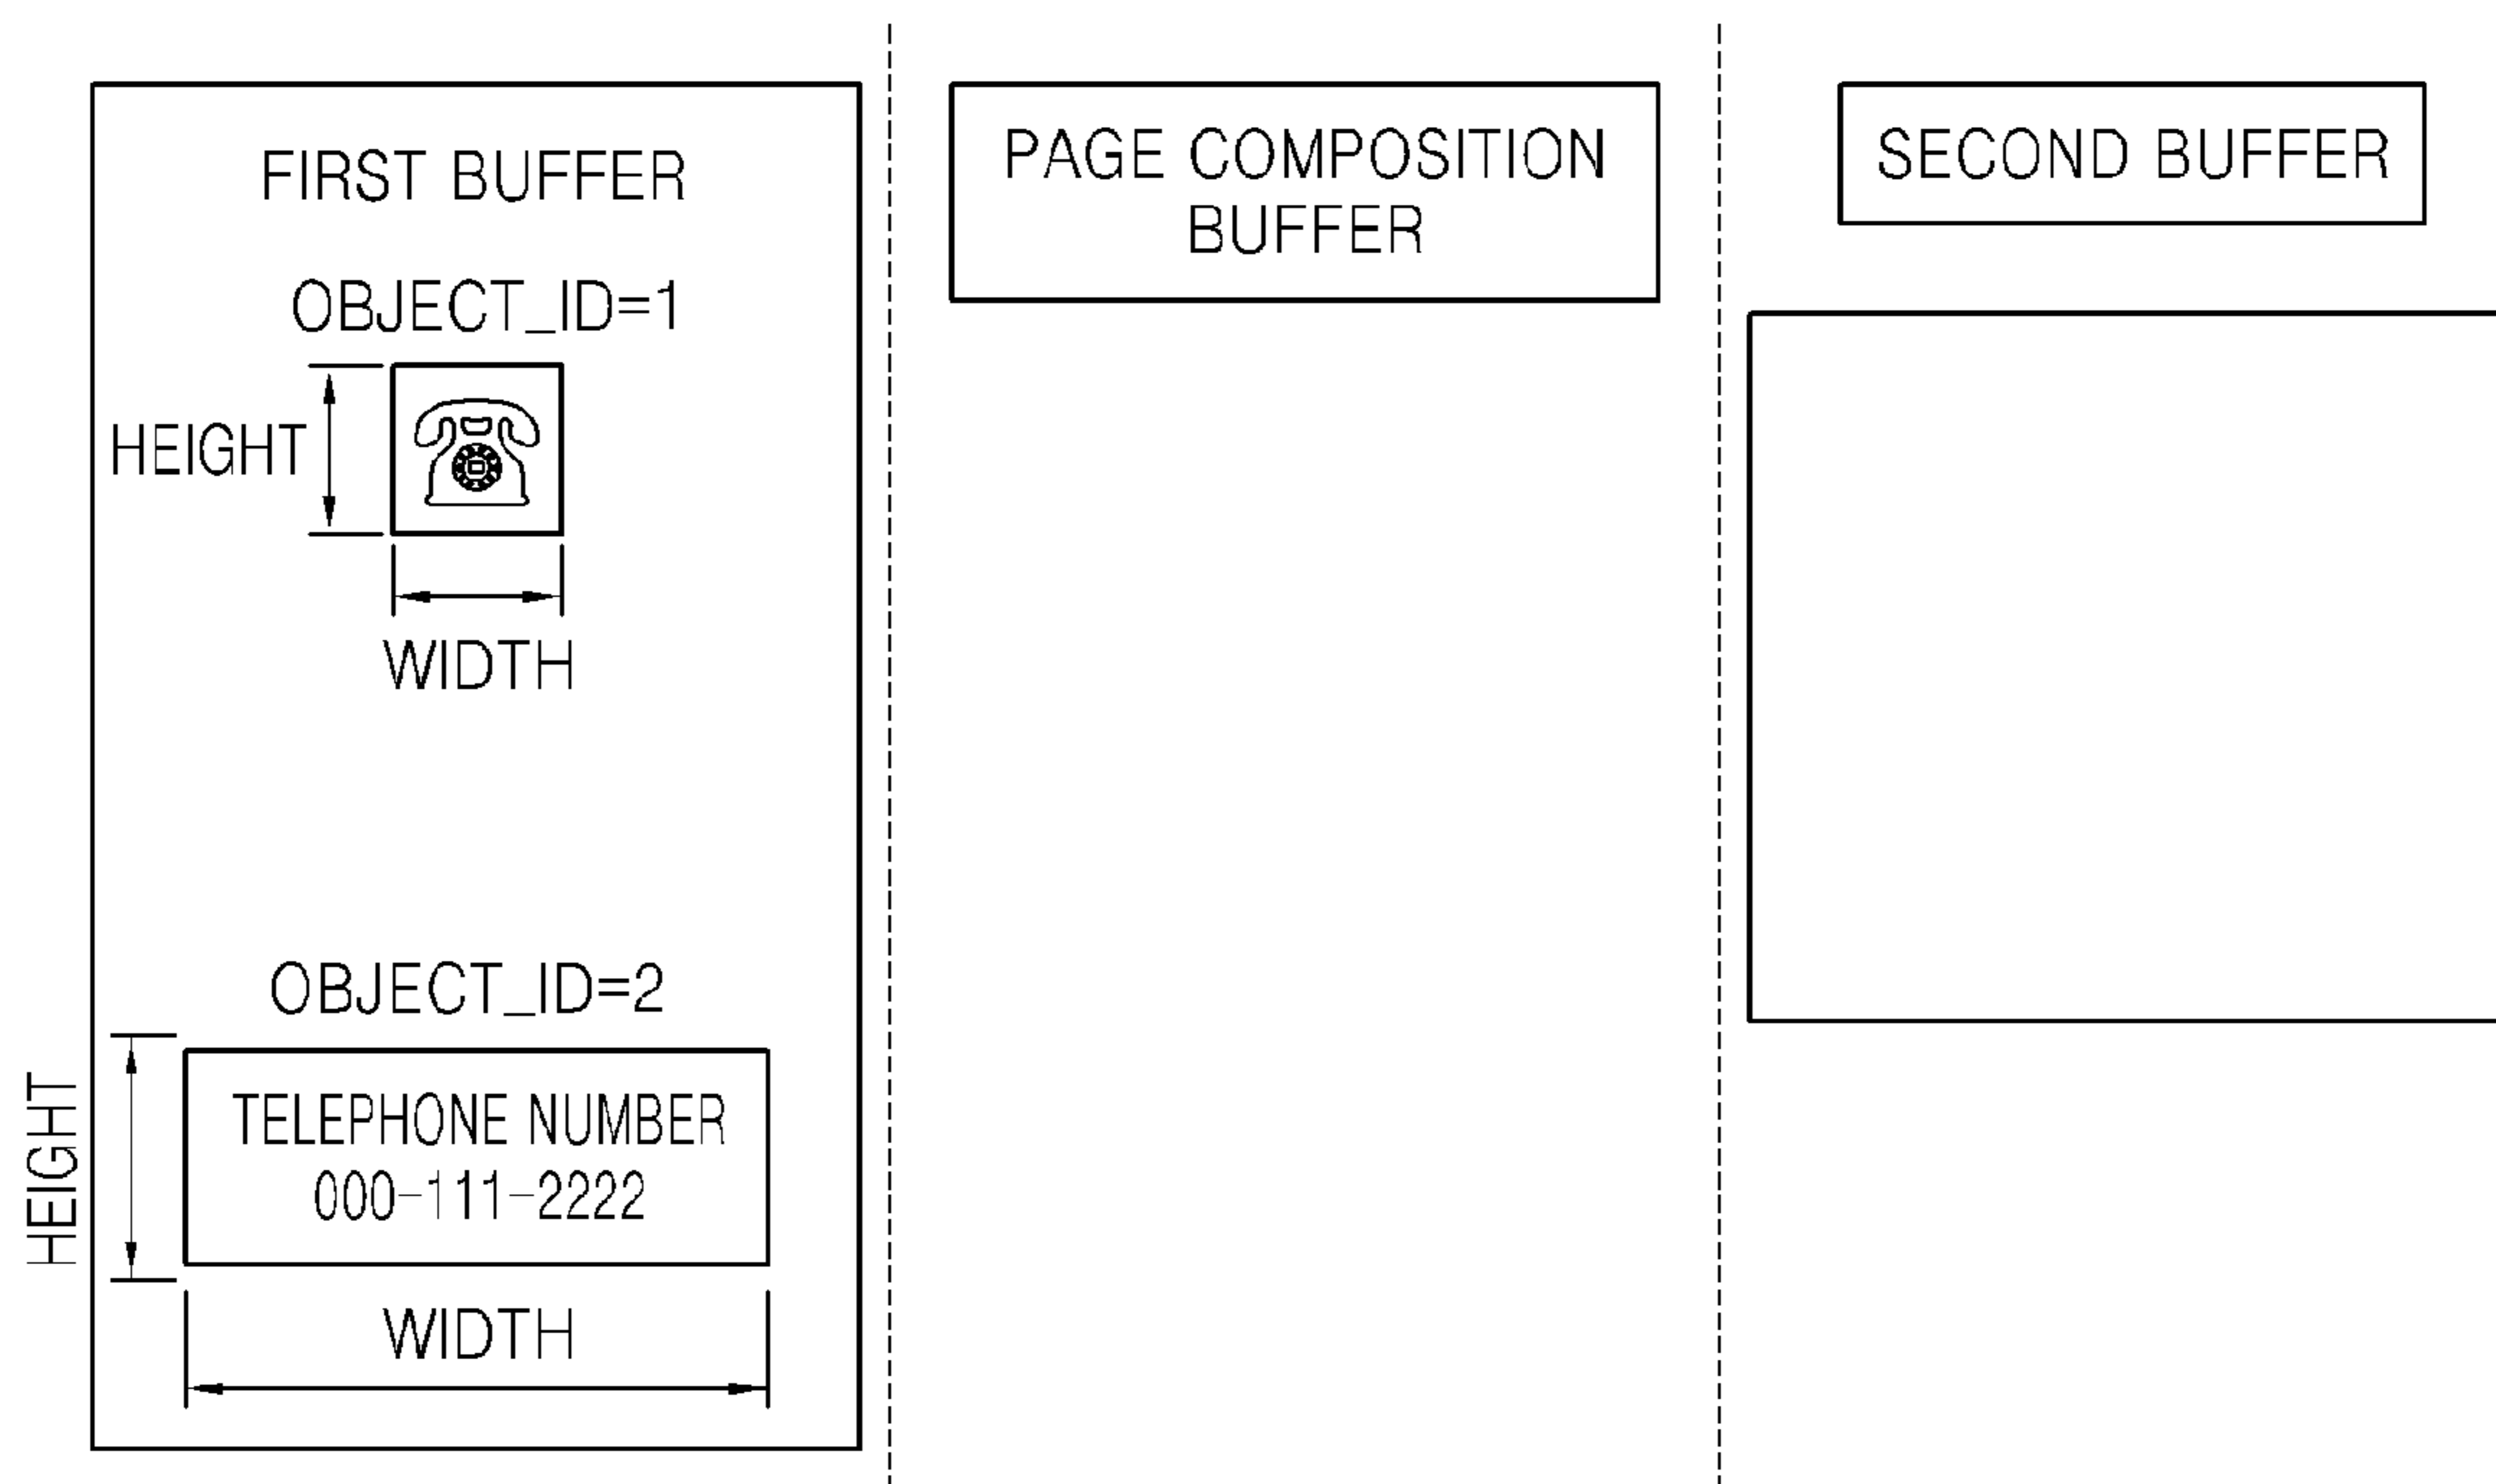 FIRST BUFFER
OBJECT_ID=1
HEIGHT
WIDTH
OBJECT_ID=2
HEIGHT
TELEPHONE NUMBER
000-111-2222
WIDTH
PAGE COMPOSITION
BUFFER
SECOND BUFFER